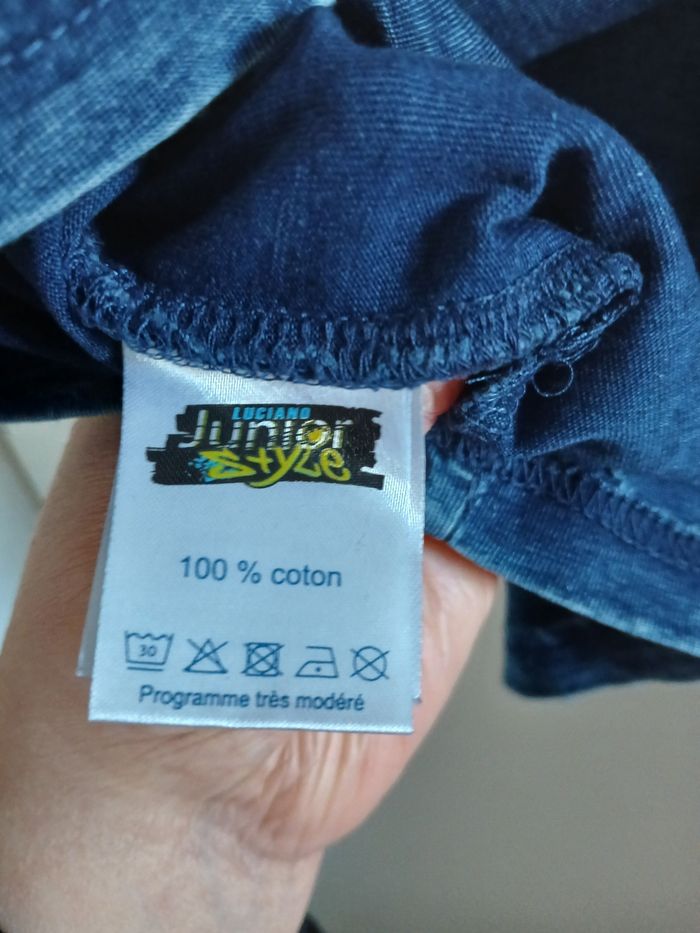 LUCIANO
Junior
Style
100 % coton
30
Programme très modéré